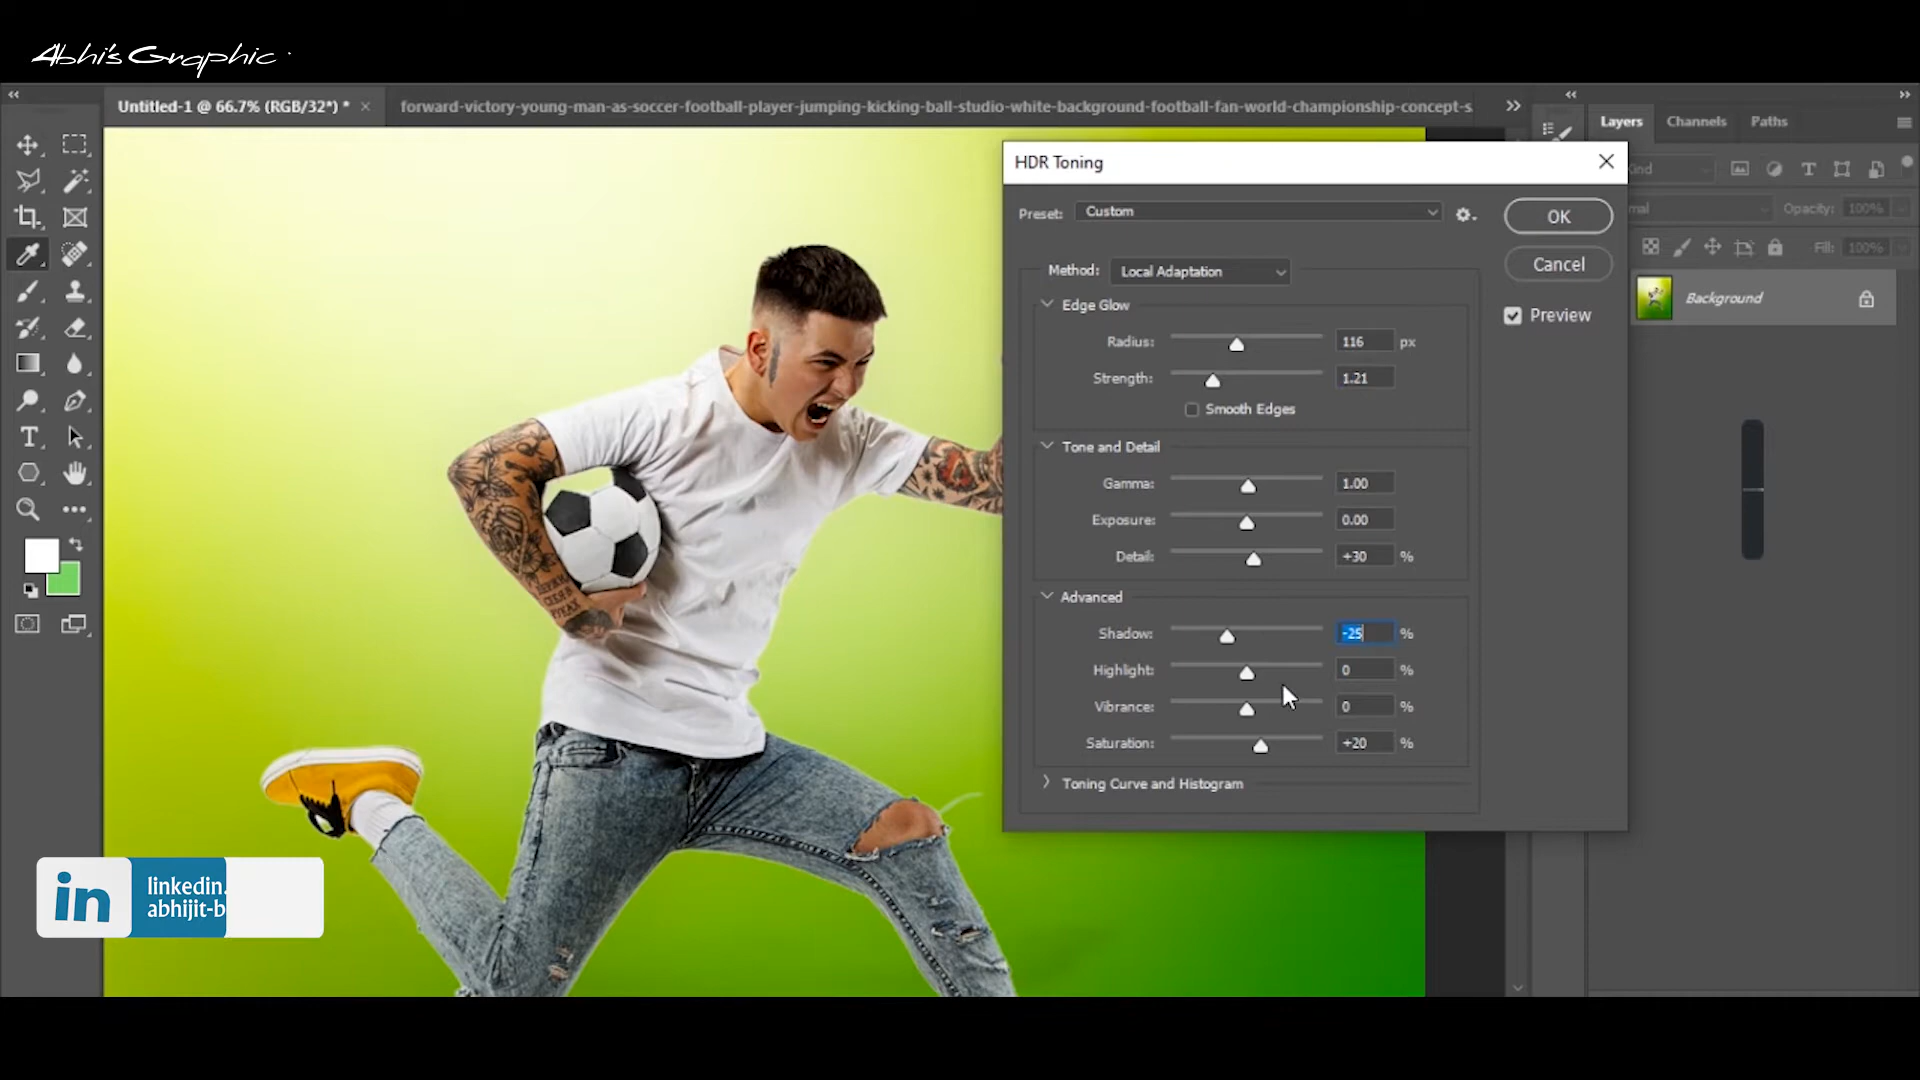 Abhi's Graphic
Untitled-1 @ 66.7% (RGB/32*) *
forward-victory-young-man-as-soccer-football-player-jumping-kicking-ball-studio-white-background-football-fan-world-championship-concept-s
Layers
Channels
Paths
HDR Toning
Preset:
Custom
OK
Cancel
Preview
Method:
Local Adaptation
Edge Glow
Radius:
116
px
Strength:
1.21
Smooth Edges
Tone and Detail
Gamma:
1.00
Exposure:
0.00
Detail:
+30
%
Advanced
Shadow:
-25
%
Highlight:
0
%
Vibrance:
0
%
Saturation:
+20
%
Toning Curve and Histogram
Opacity:
100%
Fill:
100%
Background
linkedin.
abhijit-b